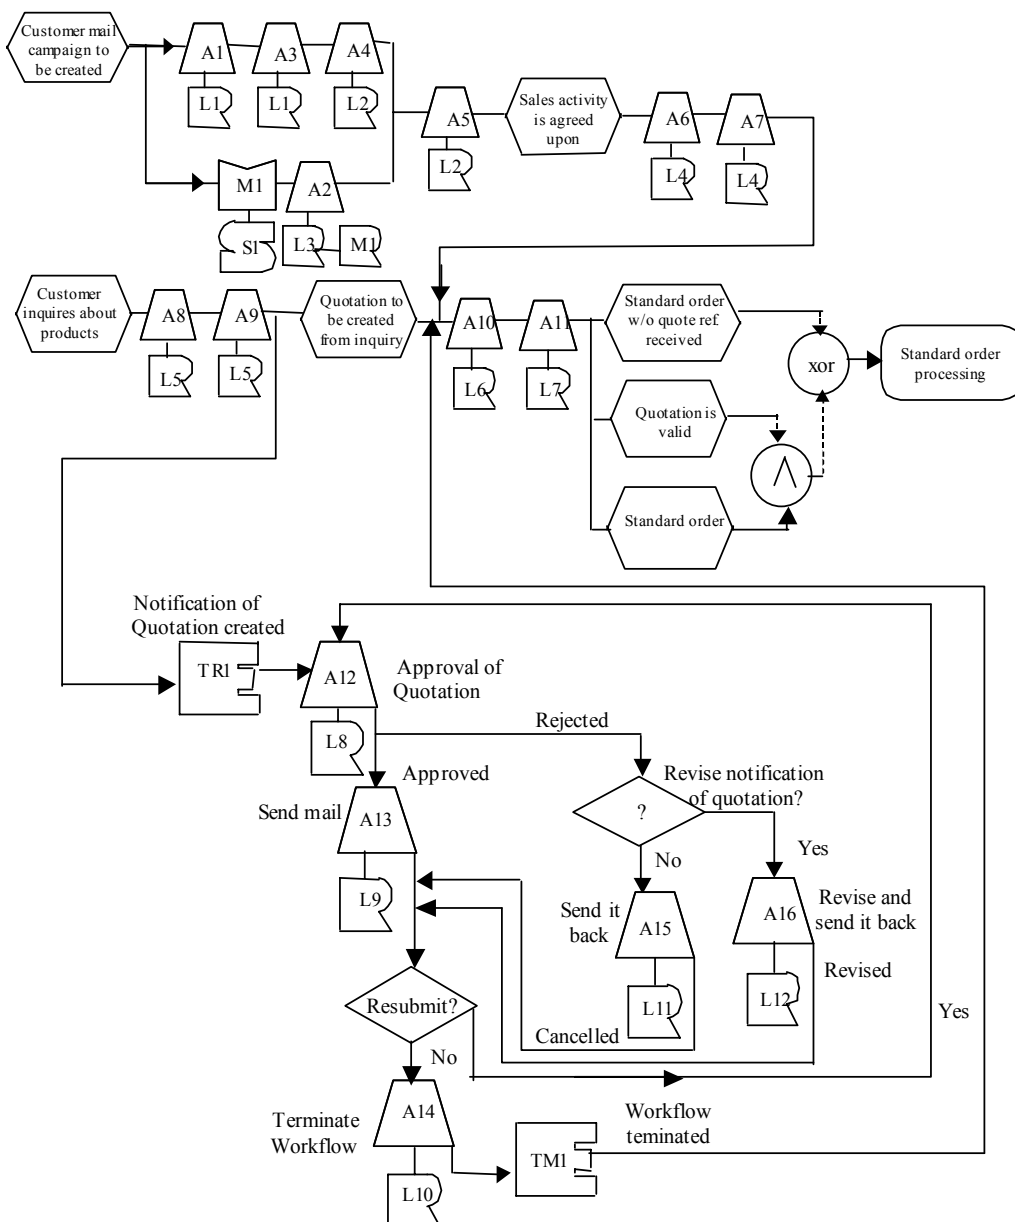 Customer mail
campaign to
be created
A1
A3
A4
L1
L1
L2
A5
L2
Sales activity
is agreed
upon
A6
A7
L4
L4
M1
A2
S1
L3
M1
Customer
inquires about
products
A8
A9
L5
L5
Quotation to
be created
from inquiry
A10
A11
L6
L7
Standard order
w/o quote ref.
received
xor
Standard order
processing
Quotation is
valid
Λ
Standard order
Notification of
Quotation created
TR1
A12
Approval of
Quotation
L8
Rejected
Approved
Send mail
A13
L9
Revise notification
of quotation?
?
No
Yes
Send it
back
A15
A16
Revise and
send it back
L11
L12
Revised
Resubmit?
Cancelled
Yes
No
Terminate
Workflow
A14
L10
Workflow
teminated
TM1